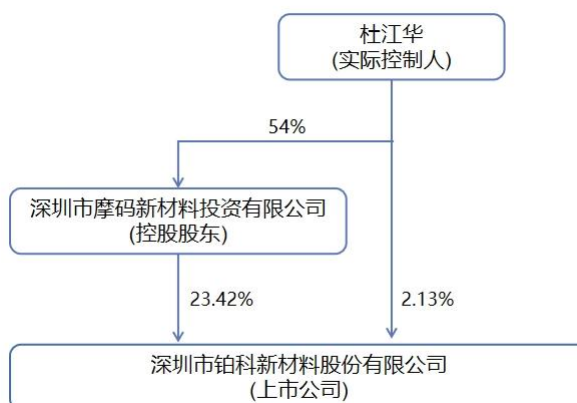 杜江华
(实际控制人)
54%
深圳市摩码新材料投资有限公司
(控股股东)
23.42%
2.13%
深圳市铂科新材料股份有限公司
(上市公司)